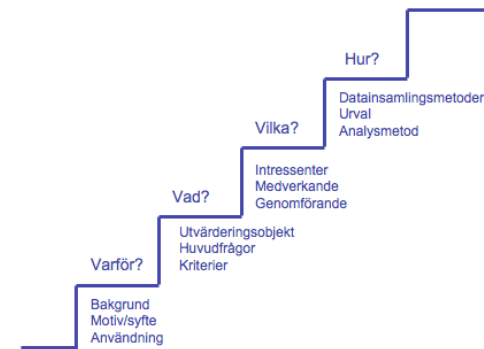 Hur?
Datainsamlingsmetoder
Urval
Analysmetod
Vilka?
Intressenter
Medverkande
Genomförande
Vad?
Utvärderingsobjekt
Huvudfrågor
Kriterier
Varför?
Bakgrund
Motiv/syfte
Användning